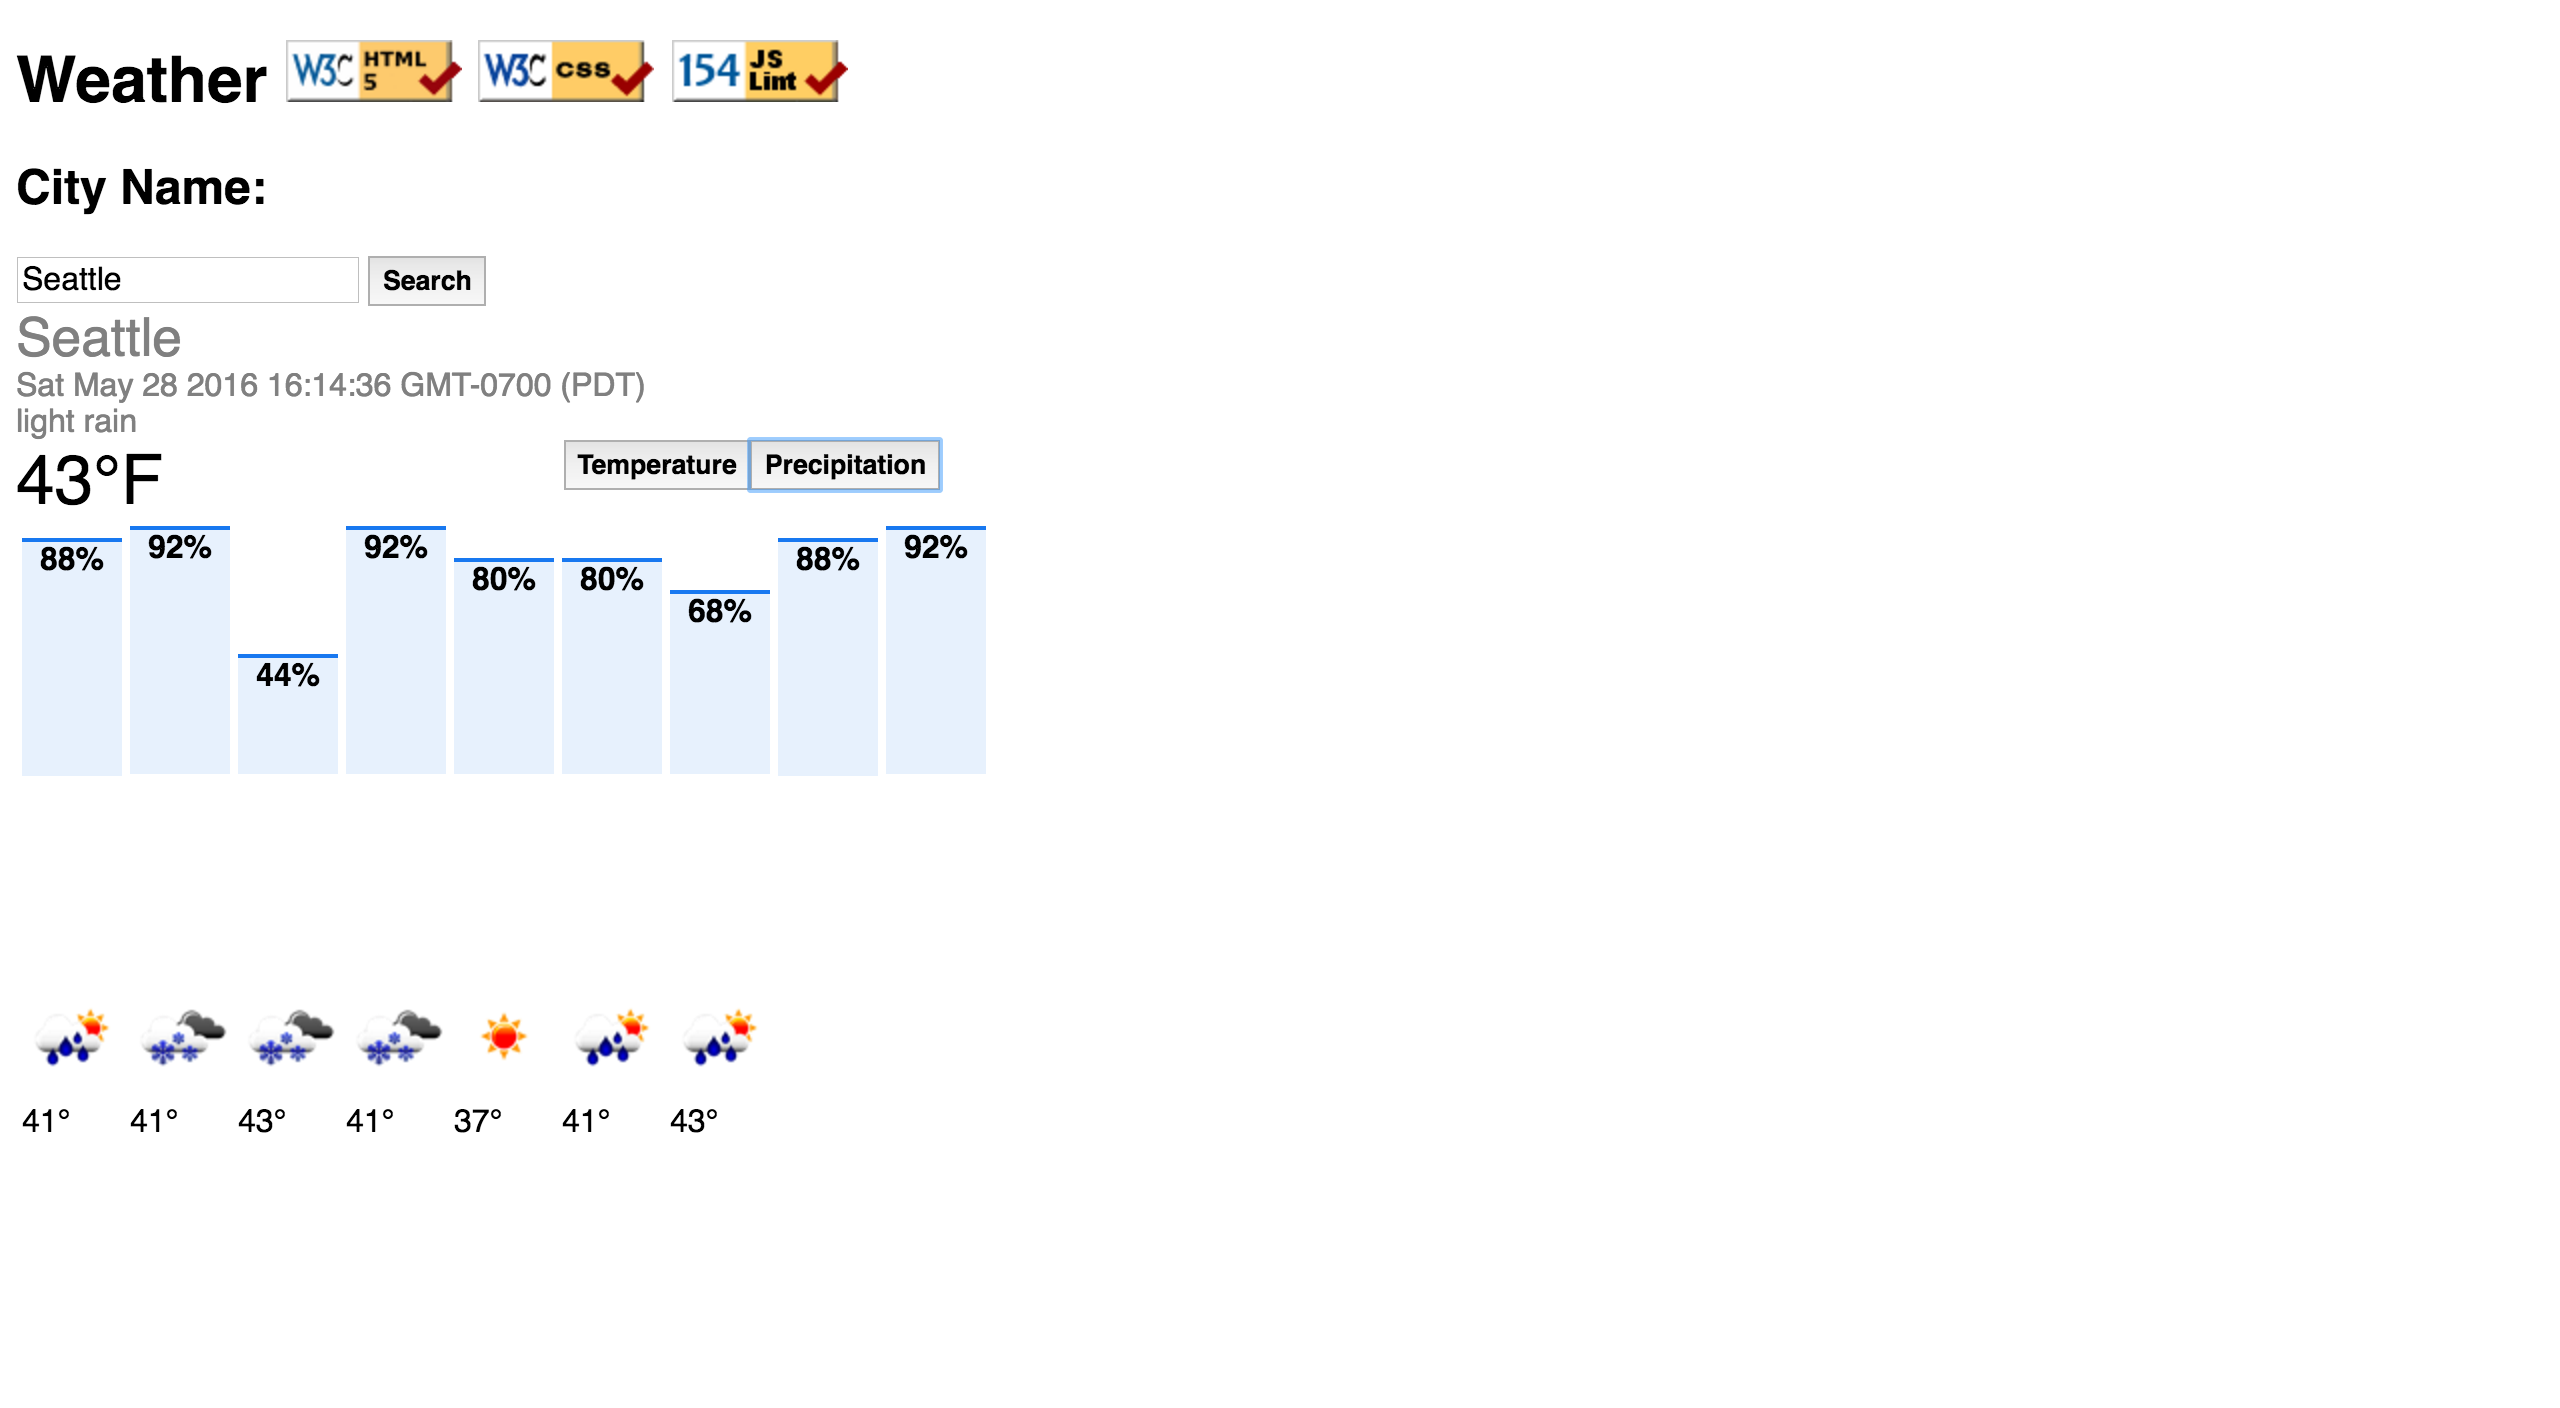 Weather W3C HTML 5 W3C CSS 154 JS Lint
City Name:
Seattle Search
Seattle
Sat May 28 2016 16:14:36 GMT-0700 (PDT)
light rain
43°F Temperature Precipitation
88% 92% 44% 92% 80% 80% 68% 88% 92%
41° 41° 43° 41° 37° 41° 43°